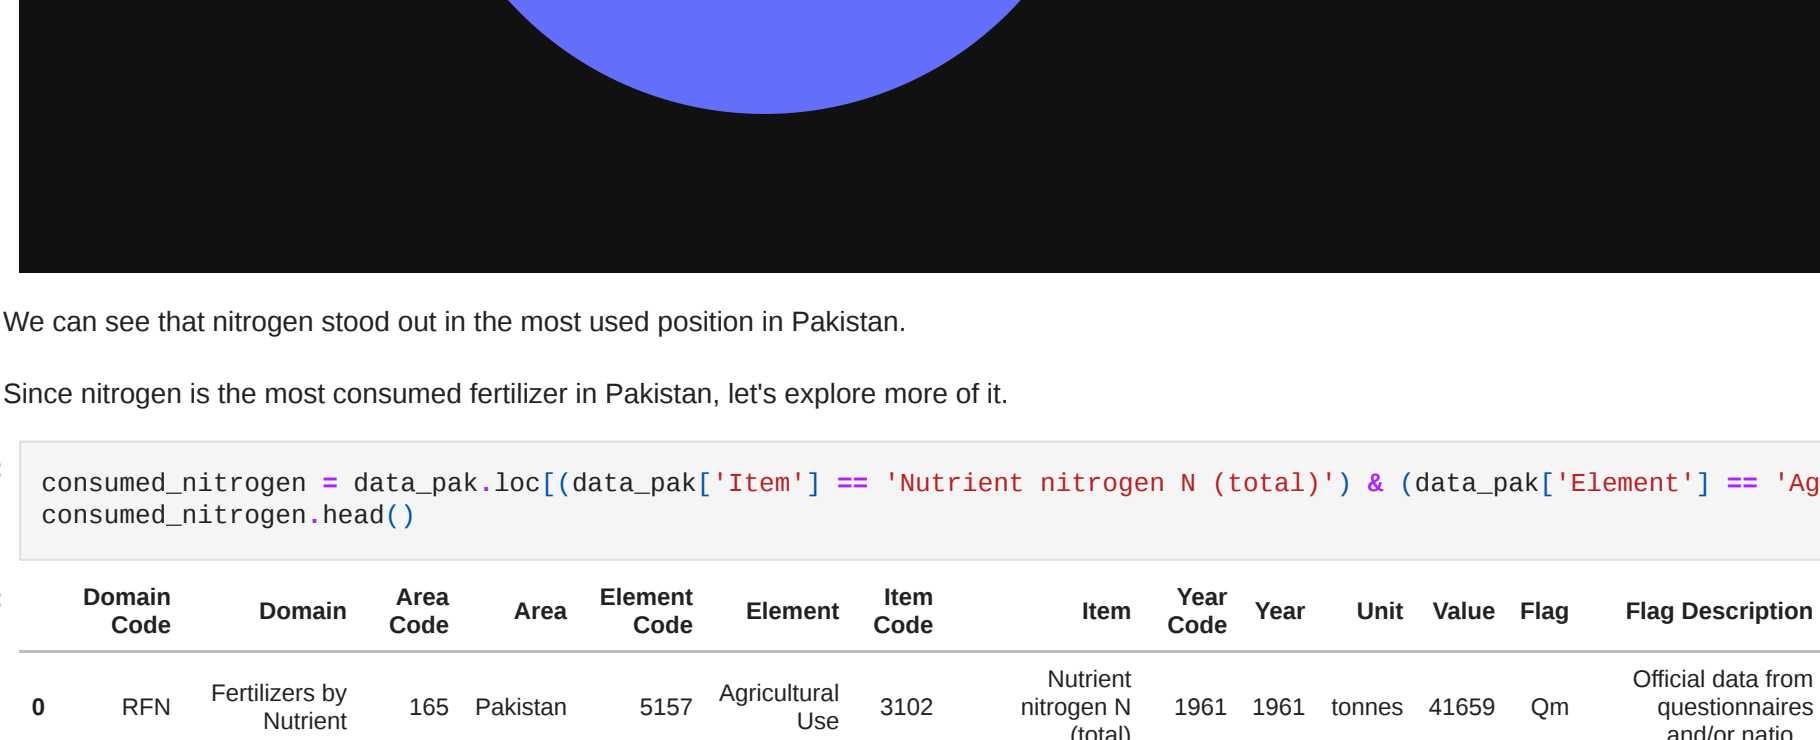 We can see that nitrogen stood out in the most used position in Pakistan.
Since nitrogen is the most consumed fertilizer in Pakistan, let's explore more of it.
consumed_nitrogen = data_pak.loc[(data_pak['Item'] == 'Nutrient nitrogen N (total)') & (data_pak['Element'] == 'Ag
consumed_nitrogen.head()
Domain Code Domain Area Code Area Element Code Element Item Code Item Year Code Year Unit Value Flag Flag Description
0 RFN Fertilizers by Nutrient 165 Pakistan 5157 Agricultural Use 3102 Nutrient nitrogen N (total) 1961 1961 tonnes 41659 Qm Official data from questionnaires and/or natio...